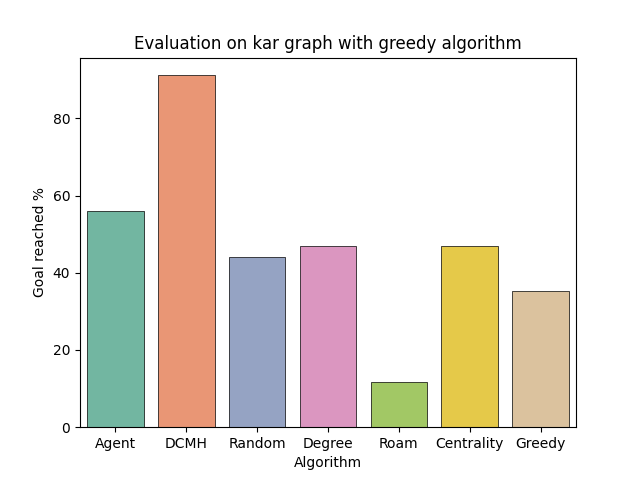 Evaluation on kar graph with greedy algorithm
Goal reached %
80
60
40
20
0
Agent DCMH Random Degree Roam Centrality Greedy
Algorithm